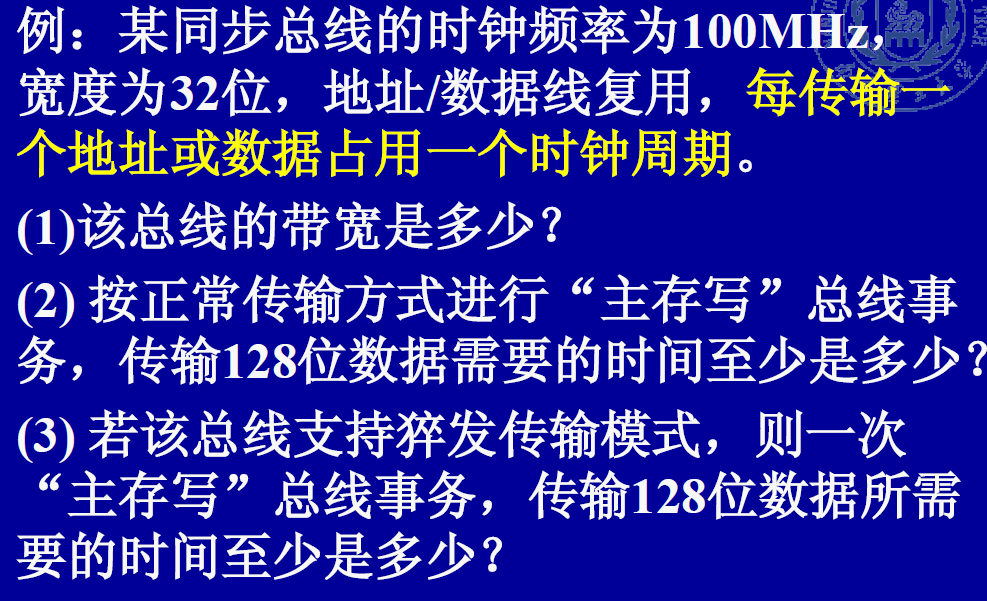 例：某同步总线的时钟频率为100MHz，
宽度为32位，地址/数据线复用，每传输一
个地址或数据占用一个时钟周期。
(1)该总线的带宽是多少？
(2) 按正常传输方式进行“主存写”总线事
务，传输128位数据需要的时间至少是多少？
(3) 若该总线支持猝发传输模式，则一次
“主存写”总线事务，传输128位数据所需
要的时间至少是多少？